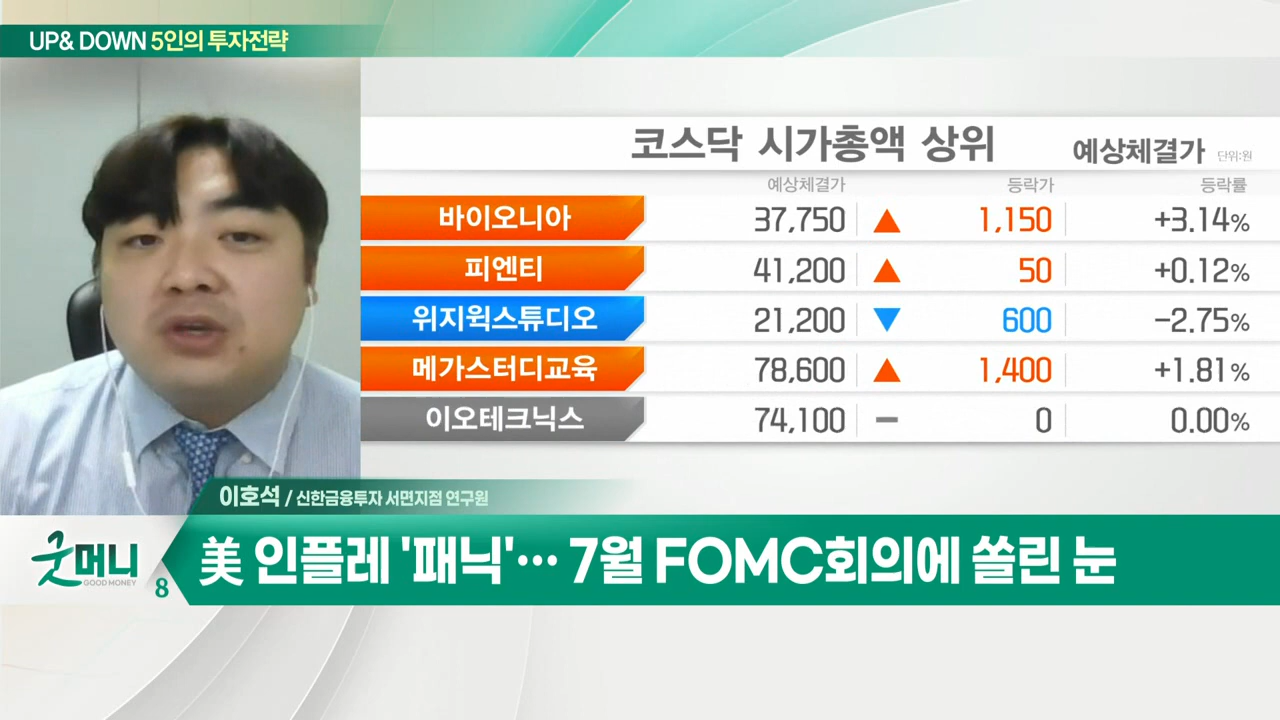 UP& DOWN 5인의 투자전략
코스닥 시가총액 상위 예상체결가 단위:원
예상체결가 등락가 등락률
바이오니아 37,750 ▲ 1,150 +3.14%
피엔티 41,200 ▲ 50 +0.12%
위지윅스튜디오 21,200 ▼ 600 -2.75%
메가스터디교육 78,600 ▲ 1,400 +1.81%
이오테크닉스 74,100 - 0 0.00%
이호석 / 신한금융투자 서면지점 연구원
굿머니
GOOD MONEY
8
美 인플레 '패닉'… 7월 FOMC회의에 쏠린 눈